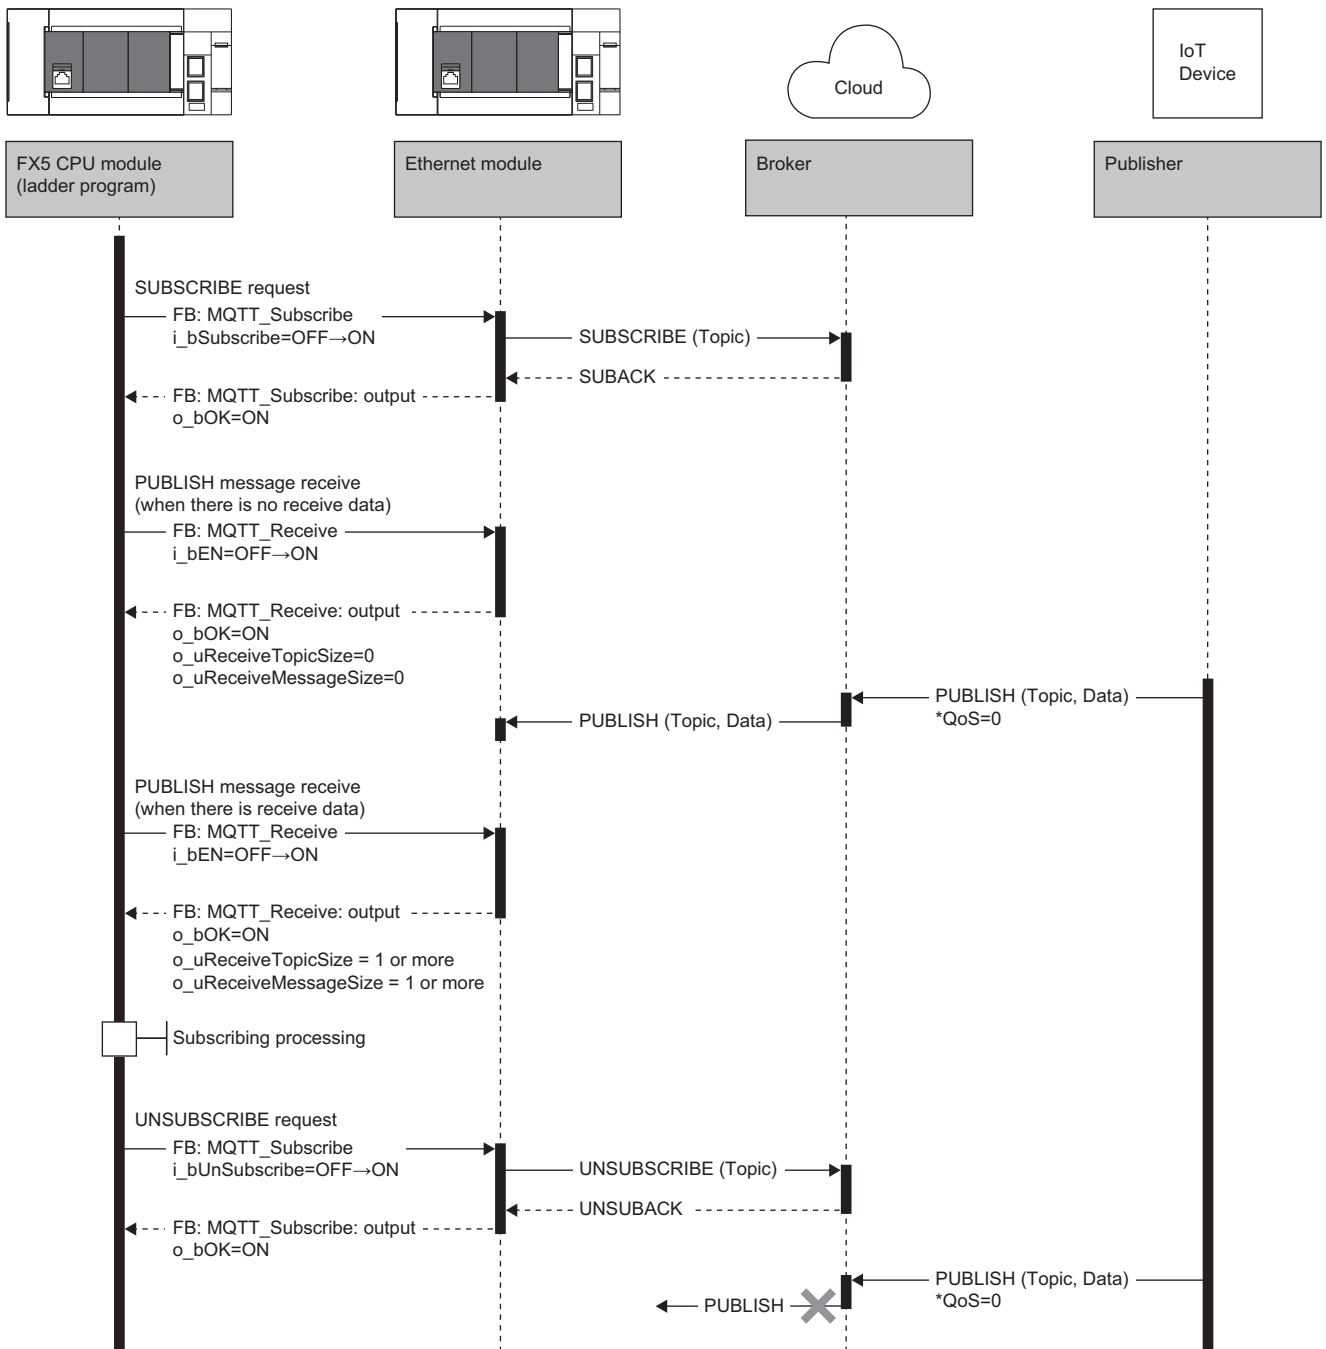 Cloud
IoT
Device
FX5 CPU module
(ladder program)
Ethernet module
Broker
Publisher
SUBSCRIBE request
FB: MQTT_Subscribe
i_bSubscribe=OFF→ON
SUBSCRIBE (Topic)
SUBACK
FB: MQTT_Subscribe: output
o_bOK=ON
PUBLISH message receive
(when there is no receive data)
FB: MQTT_Receive
i_bEN=OFF→ON
FB: MQTT_Receive: output
o_bOK=ON
o_uReceiveTopicSize=0
o_uReceiveMessageSize=0
PUBLISH (Topic, Data)
*QoS=0
PUBLISH (Topic, Data)
PUBLISH message receive
(when there is receive data)
FB: MQTT_Receive
i_bEN=OFF→ON
FB: MQTT_Receive: output
o_bOK=ON
o_uReceiveTopicSize = 1 or more
o_uReceiveMessageSize = 1 or more
Subscribing processing
UNSUBSCRIBE request
FB: MQTT_Subscribe
i_bUnSubscribe=OFF→ON
UNSUBSCRIBE (Topic)
UNSUBACK
FB: MQTT_Subscribe: output
o_bOK=ON
PUBLISH (Topic, Data)
*QoS=0
PUBLISH